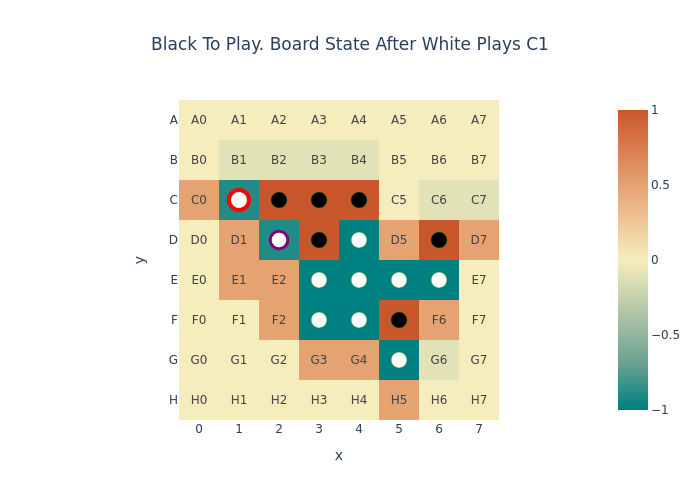 Black To Play. Board State After White Plays C1
A A0 A1 A2 A3 A4 A5 A6 A7
B B0 B1 B2 B3 B4 B5 B6 B7
C C0 C5 C6 C7
D D0 D1 D5 D7
E E0 E1 E2 E7
F F0 F1 F2 F6 F7
G G0 G1 G2 G3 G4 G6 G7
H H0 H1 H2 H3 H4 H5 H6 H7
0 1 2 3 4 5 6 7
x
y
1
0.5
0
−0.5
−1